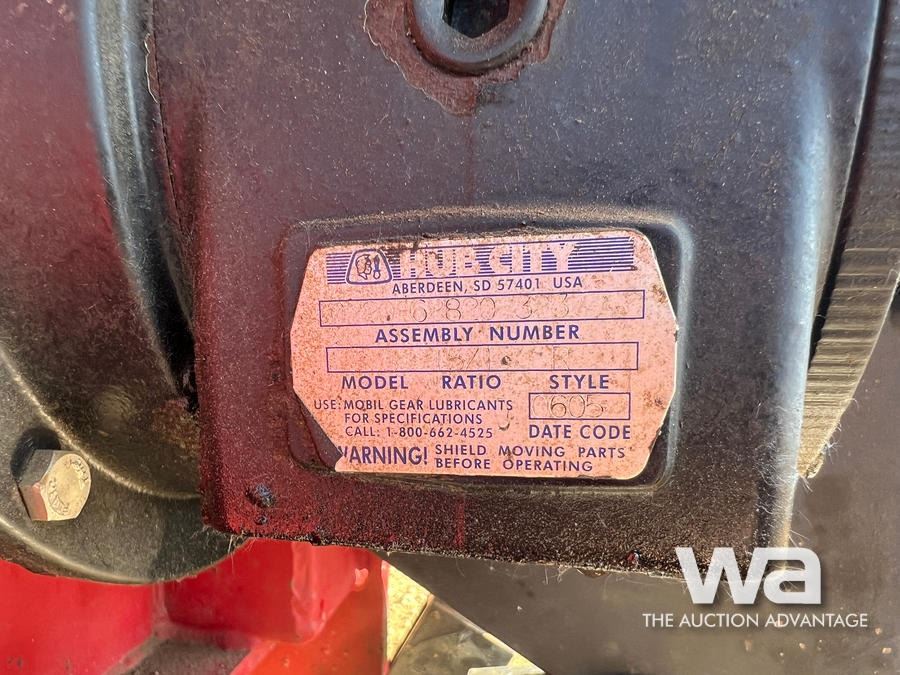 HUB CITY
ABERDEEN, SD 57401 USA
ASSEMBLY NUMBER
MODEL RATIO STYLE
USE: MOBIL GEAR LUBRICANTS
FOR SPECIFICATIONS
CALL: 1-800-662-4525
0605
DATE CODE
WARNING! SHIELD MOVING PARTS
BEFORE OPERATING
wa
THE AUCTION ADVANTAGE